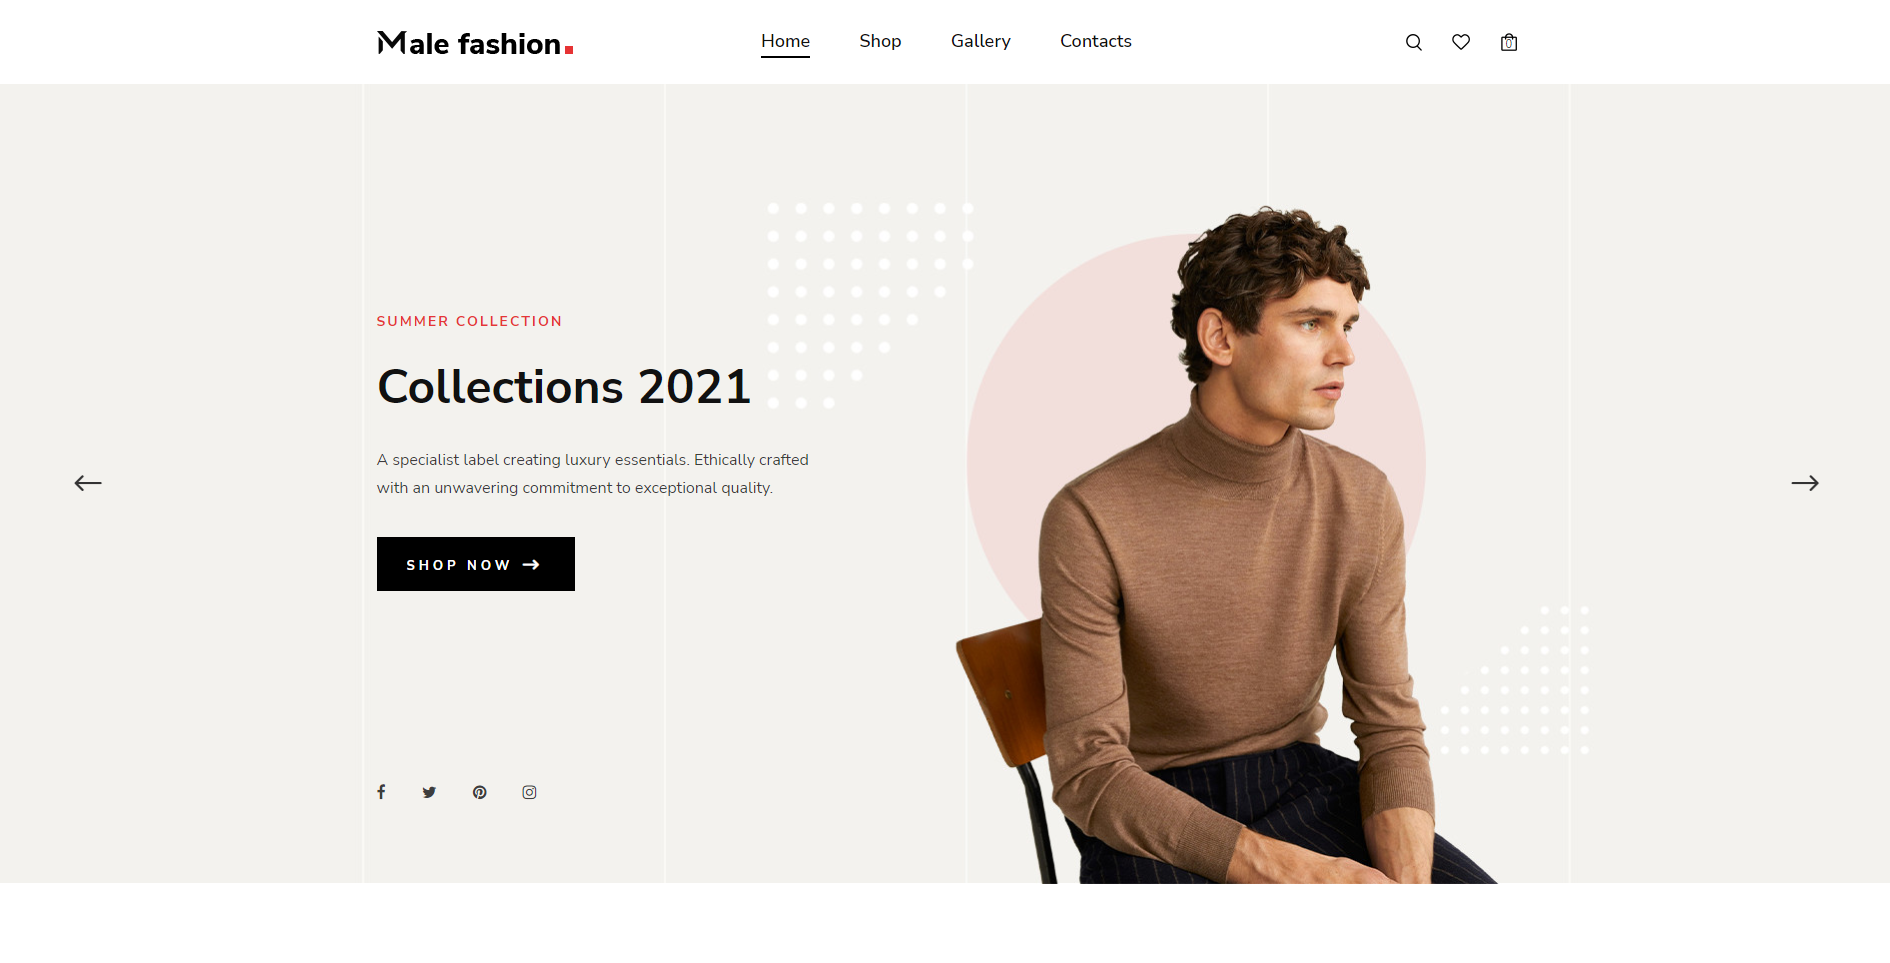 Male fashion.
Home
Shop
Gallery
Contacts
0
SUMMER COLLECTION
Collections 2021
A specialist label creating luxury essentials. Ethically crafted
with an unwavering commitment to exceptional quality.
SHOP NOW